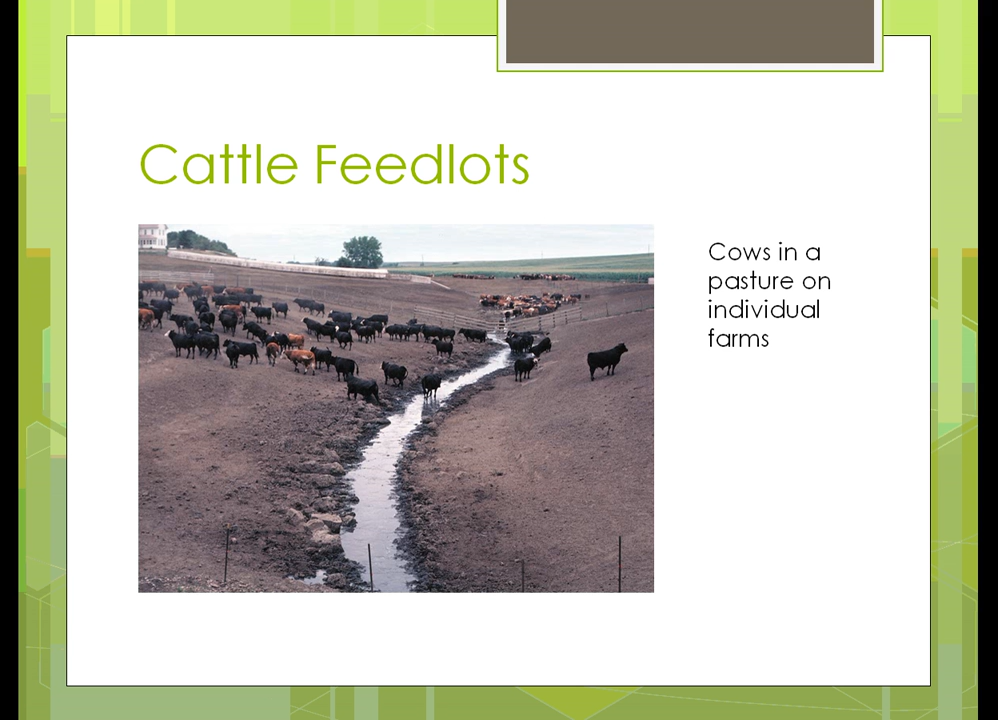 Cattle Feedlots
Cows in a
pasture on
individual
farms